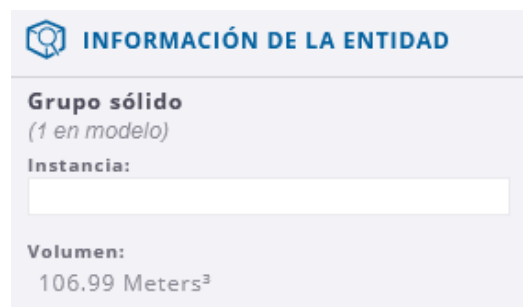 INFORMACIÓN DE LA ENTIDAD
Grupo sólido
(1 en modelo)
Instancia:
Volumen:
106.99 Meters³